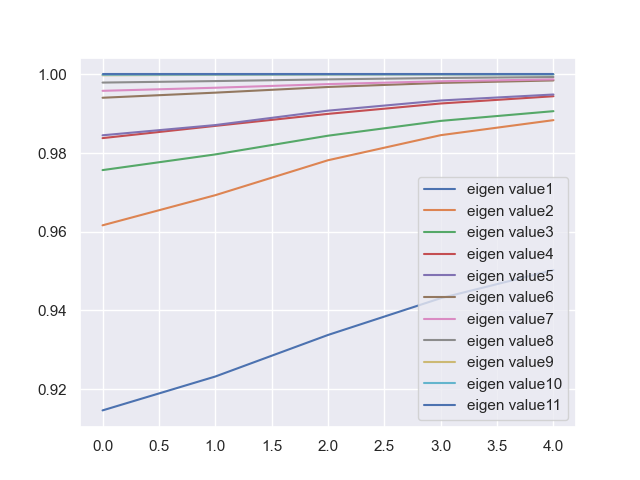 1.00
0.98
0.96
0.94
0.92
0.0 0.5 1.0 1.5 2.0 2.5 3.0 3.5 4.0
eigen value1
eigen value2
eigen value3
eigen value4
eigen value5
eigen value6
eigen value7
eigen value8
eigen value9
eigen value10
eigen value11